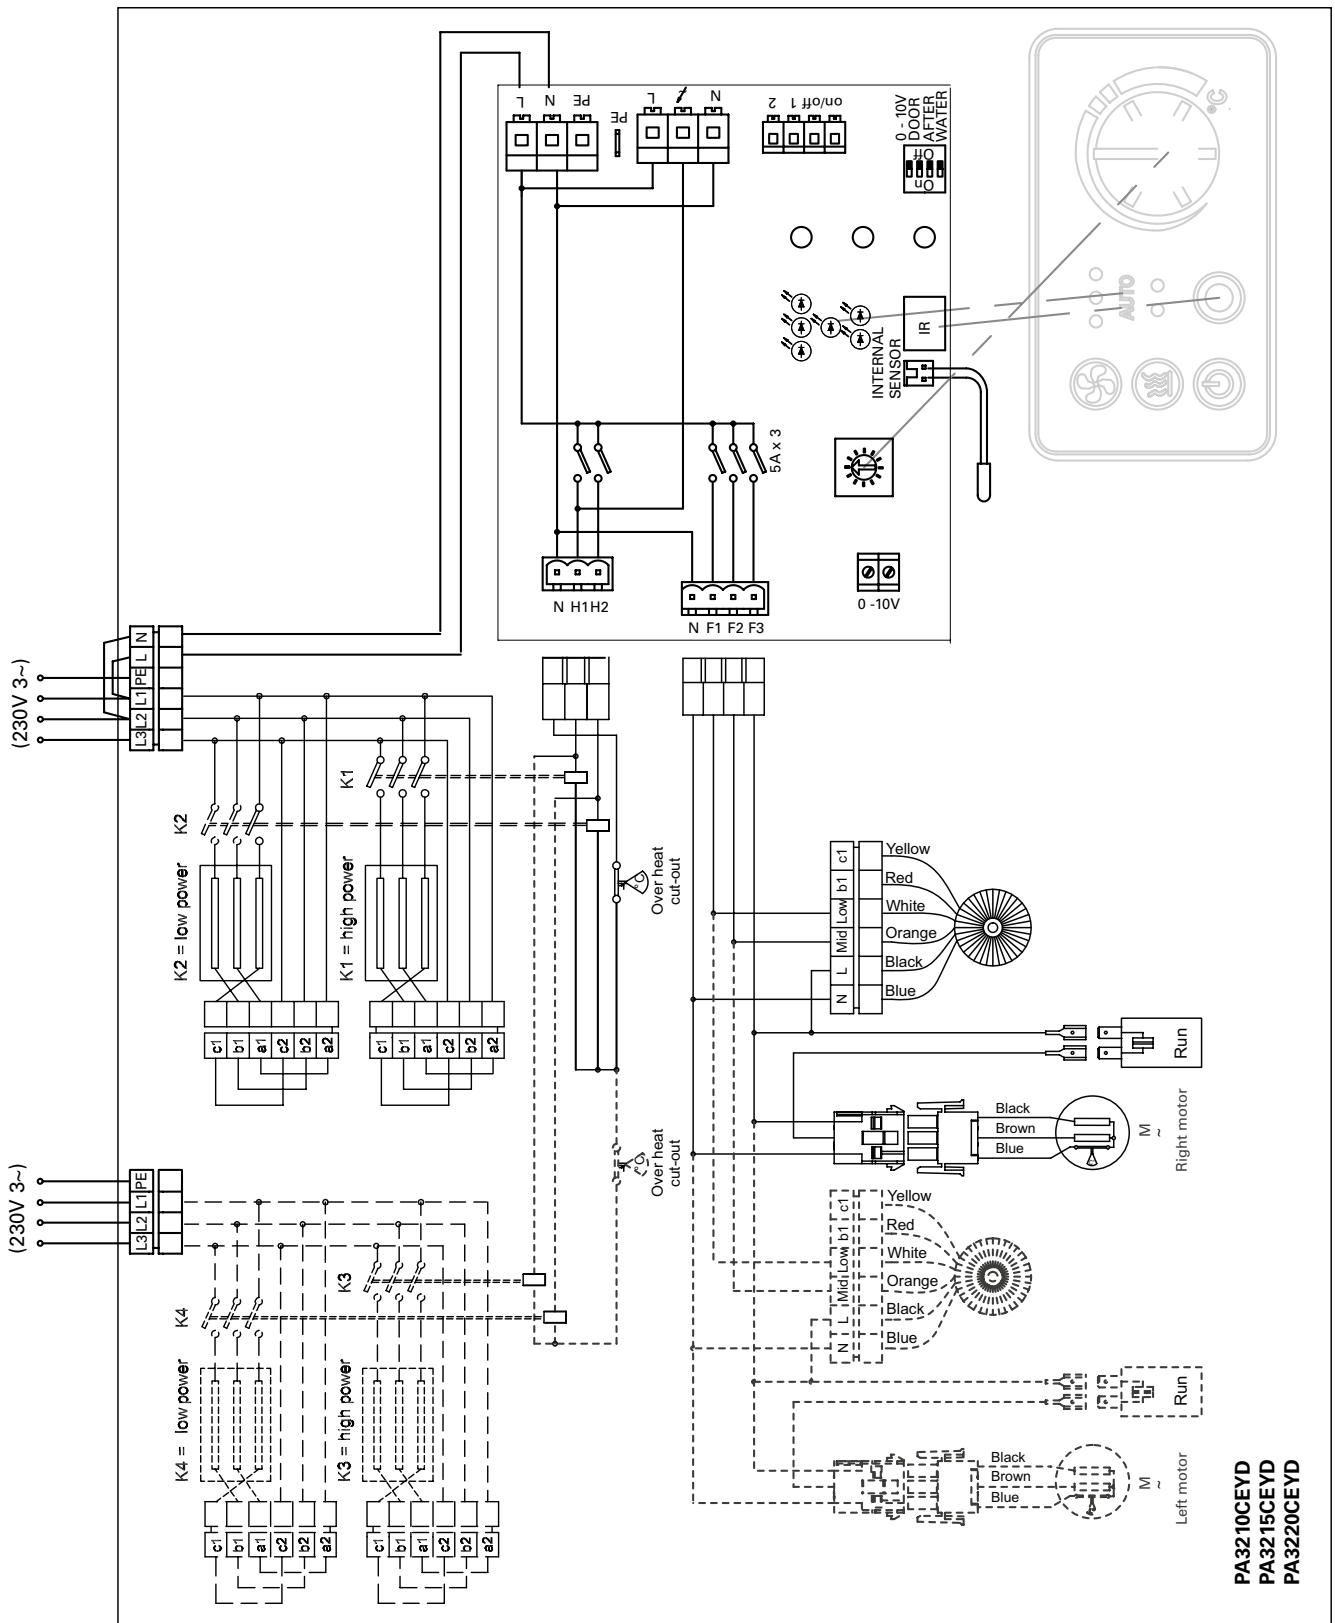 L N PE
PE
L N
2 1 on/off
0 - 10V
DOOR
AFTER
WATER
Off
On
°C
AUTO
IR
INTERNAL
SENSOR
5A x 3
N H1 H2
N F1 F2 F3
0 -10V
(230V 3~)
N
L
PE
L1
L2
L3
K1
K2
K2 = low power
K1 = high power
c1 b1 a1 c2 b2 a2
c1 b1 a1 c2 b2 a2
°C
Over heat
cut-out
c1 Yellow
b1 Red
Low White
Mid Orange
L Black
N Blue
Run
Black
Brown
Blue
M
~
Right motor
(230V 3~)
PE
L1
L2
L3
K3
K4
K4 = low power
K3 = high power
c1 b1 a1 c2 b2 a2
c1 b1 a1 c2 b2 a2
°C
Over heat
cut-out
c1 Yellow
b1 Red
Low White
Mid Orange
L Black
N Blue
Run
Black
Brown
Blue
M
~
Left motor
PA3210CEYD
PA3215CEYD
PA3220CEYD